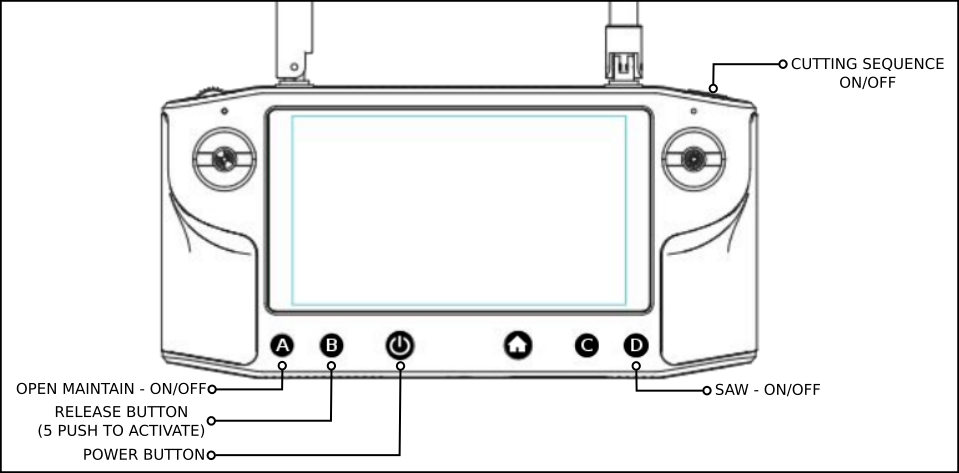 CUTTING SEQUENCE
ON/OFF
A B C D
OPEN MAINTAIN - ON/OFF
SAW - ON/OFF
RELEASE BUTTON
(5 PUSH TO ACTIVATE)
POWER BUTTON